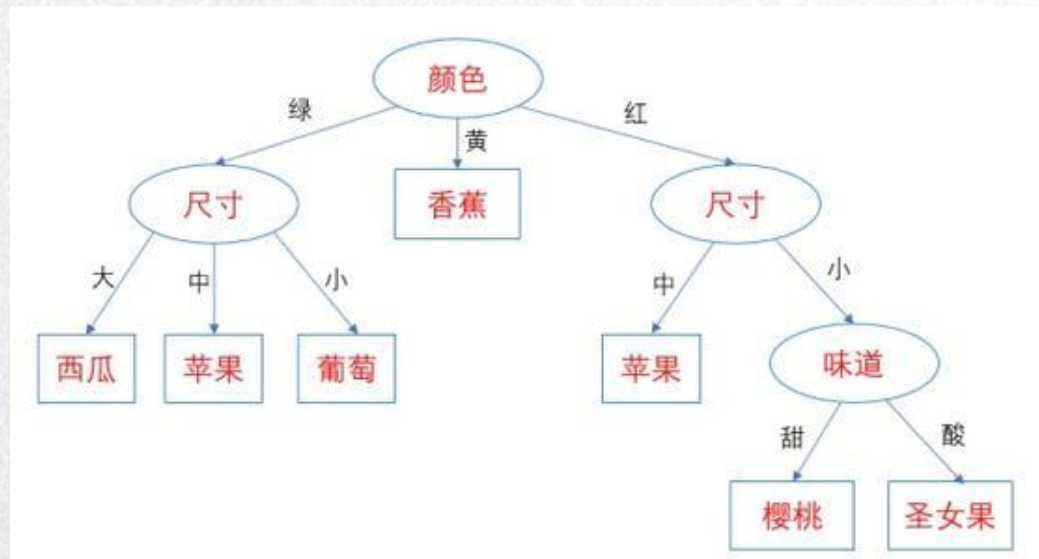 颜色
绿
黄
红
尺寸
香蕉
尺寸
大
中
小
中
小
西瓜
苹果
葡萄
苹果
味道
甜
酸
樱桃
圣女果